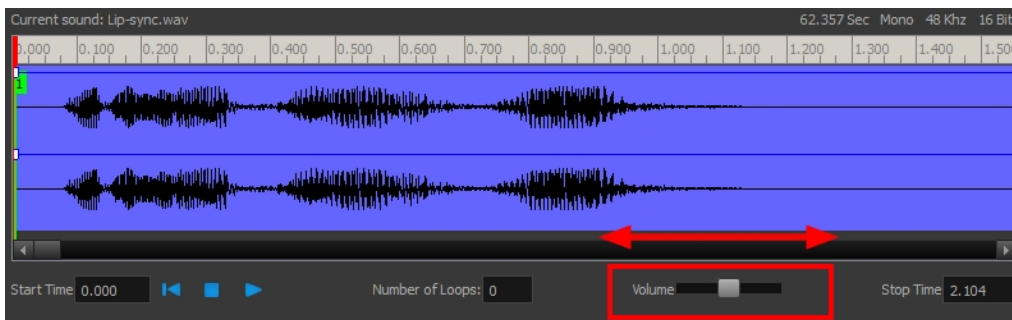 Current sound: Lip-sync.wav 62.357 Sec Mono 48 Khz 16 Bit
0.000 0.100 0.200 0.300 0.400 0.500 0.600 0.700 0.800 0.900 1.000 1.100 1.200 1.300 1.400 1.50
1
Start Time 0.000 Number of Loops: 0 Volume Stop Time 2.104